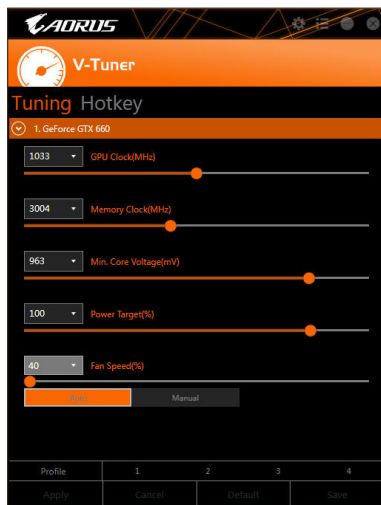 AORUS
V-Tuner
Tuning Hotkey
1. GeForce GTX 660
1033 GPU Clock(MHz)
3004 Memory Clock(MHz)
963 Min. Core Voltage(mV)
100 Power Target(%)
40 Fan Speed(%)
Auto Manual
Profile 1 2 3 4
Apply Cancel Default Save